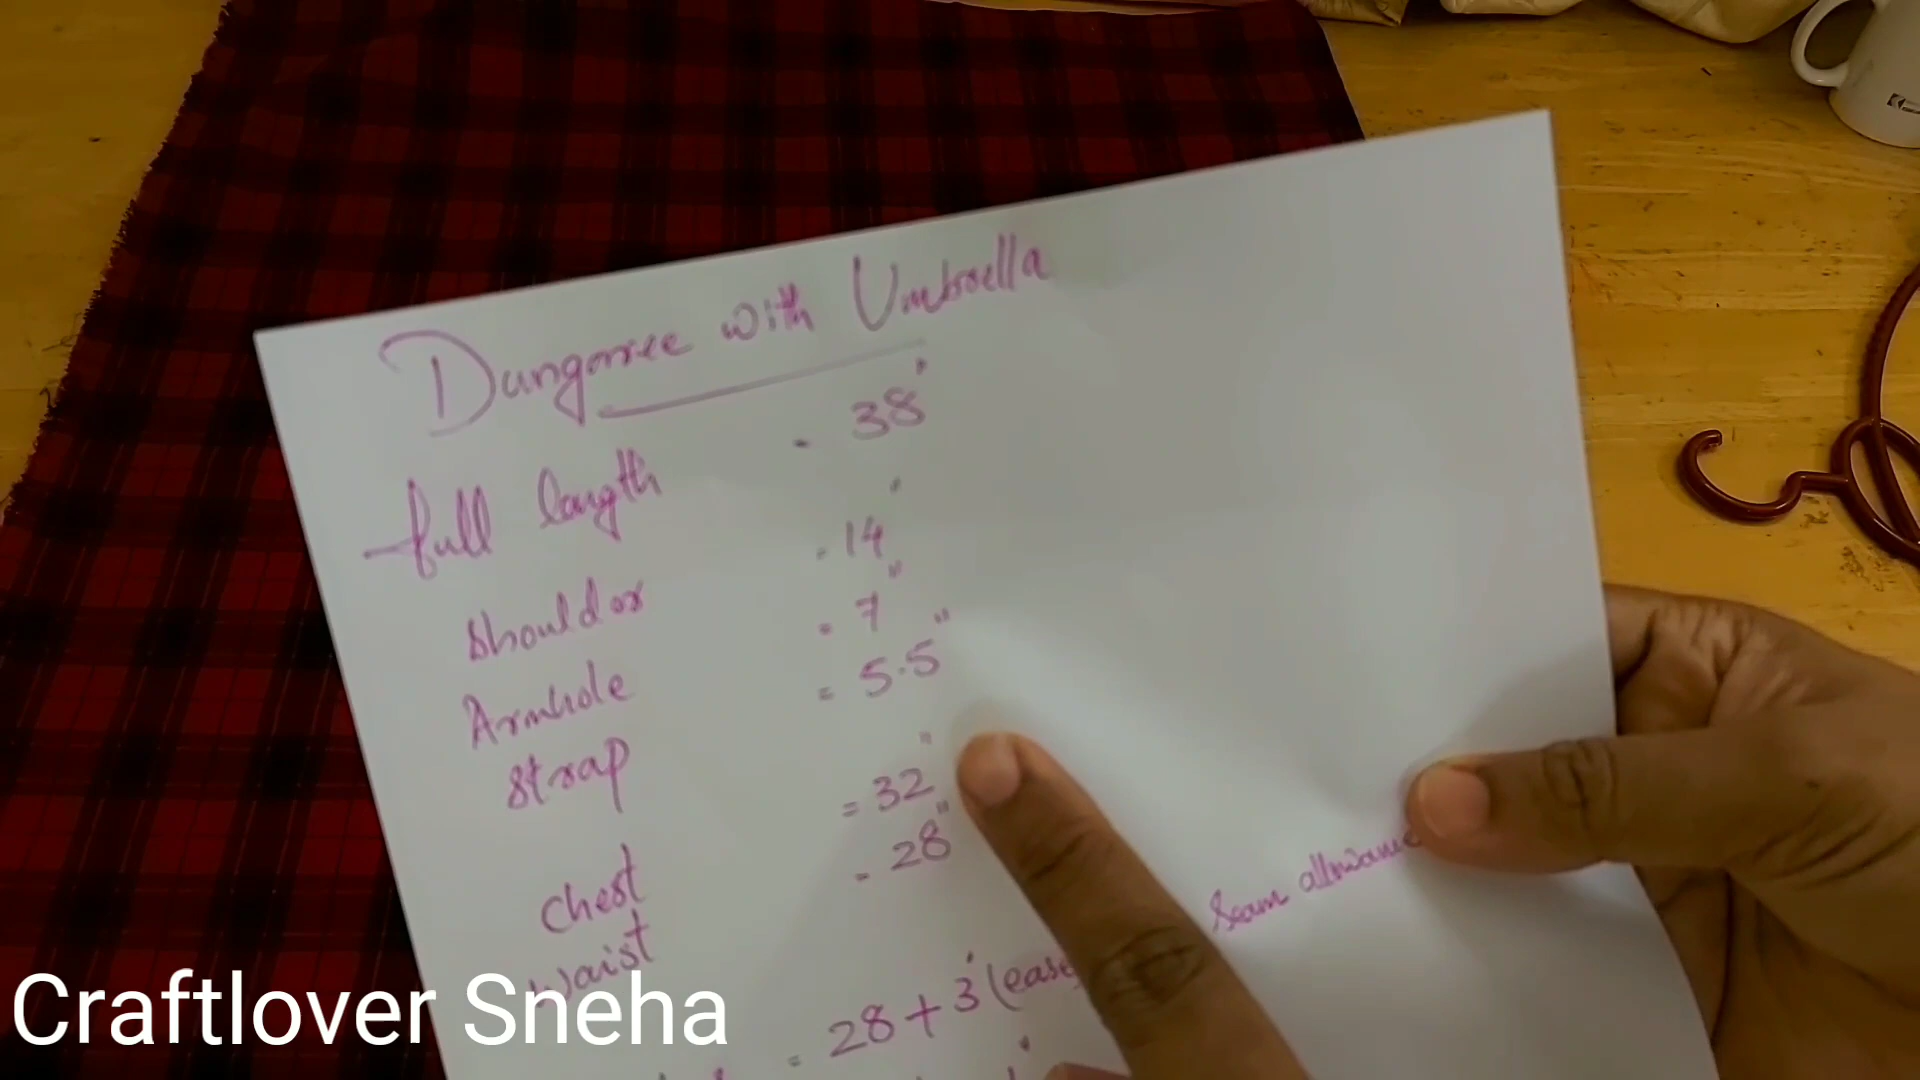 Dungarree with Umbrella
full length - 38"
Shoulder = 14"
Armhole = 7"
Strap = 5.5"
Chest = 32"
Waist = 28"
Seam allowance
= 28 + 3" (ease
Craftlover Sneha